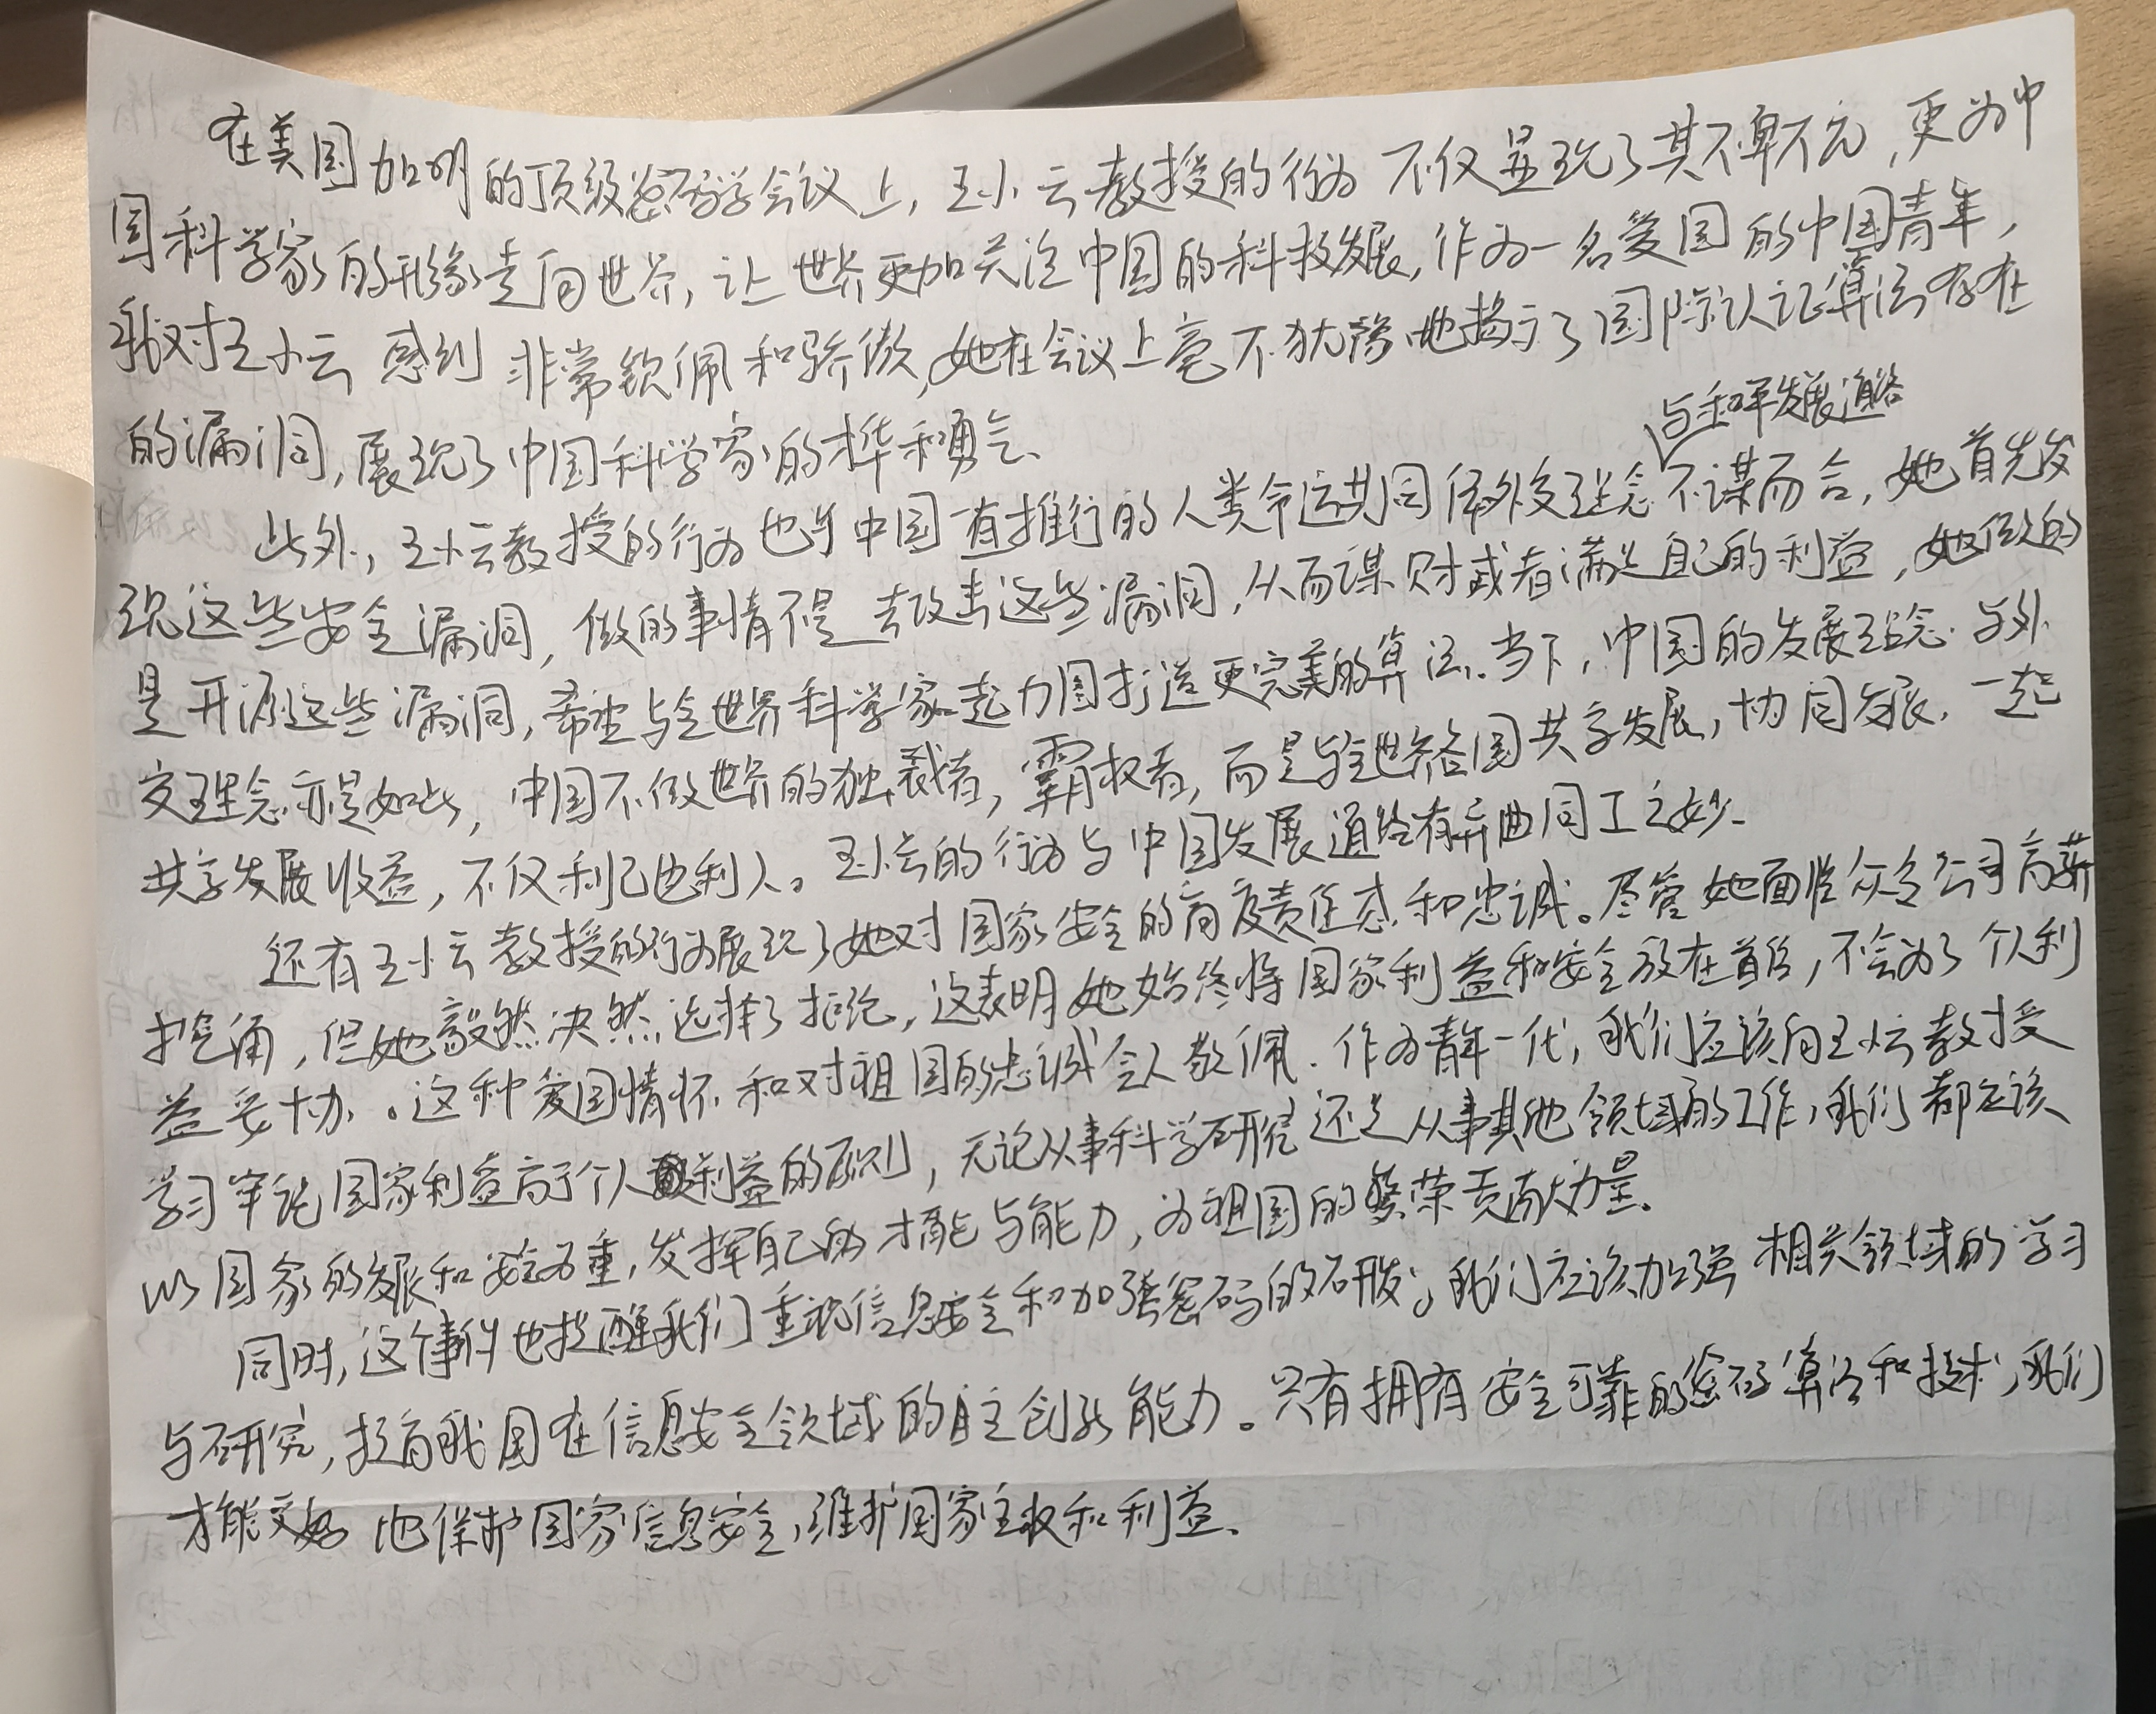 在美国加州的顶级密码学会议上，王小云教授的行为不仅显现了其不卑不亢，更为中
国科学家的形象走向世界，让世界更加关注中国的科技发展，作为一名爱国的中国青年，
我对王小云感到非常钦佩和骄傲，她在会议上毫不犹豫地揭示了国际认证算法存在
的漏洞，展现了中国科学家的才华和勇气、
与和平发展道路
此外，王小云教授的行为也与中国一直推行的人类命运共同体外交理念不谋而合，她首先发
现这些安全漏洞，做的事情不是去攻击这些漏洞，从而谋财或者满足自己的利益，她做的
是开源这些漏洞，希望与全世界科学家一起力图打造更完美的算法。当下，中国的发展理念与外
交理念亦是如此，中国不做世界的独裁者，霸权者，而是与全世界各国共享发展，协同发展，一起
共享发展收益，不仅利己也利人。王小云的行为与中国发展道路有异曲同工之妙、
还有王小云教授的行为展现了她对国家安全的高度责任感和忠诚。尽管她面临众多公司高薪
挖角，但她毅然决然选择了拒绝，这表明她始终将国家利益和安全放在首位，不会为了个人利
益妥协。这种爱国情怀和对祖国的忠诚令人敬佩．作为青年一代，我们应该向王小云教授
学习牢记国家利益高于个人利益的原则，无论从事科学研究还是从事其他领域的工作，我们都应该
以国家的发展和安全为重，发挥自己的才能与能力，为祖国的繁荣贡献力量。
同时，这个事件也提醒我们重视信息安全和加强密码的研发，我们应该加强相关领域的学习
与研究，提高我国在信息安全领域的自主创新能力。只有拥有安全可靠的密码算法和技术，我们
才能更好地保护国家信息安全，维护国家主权和利益、